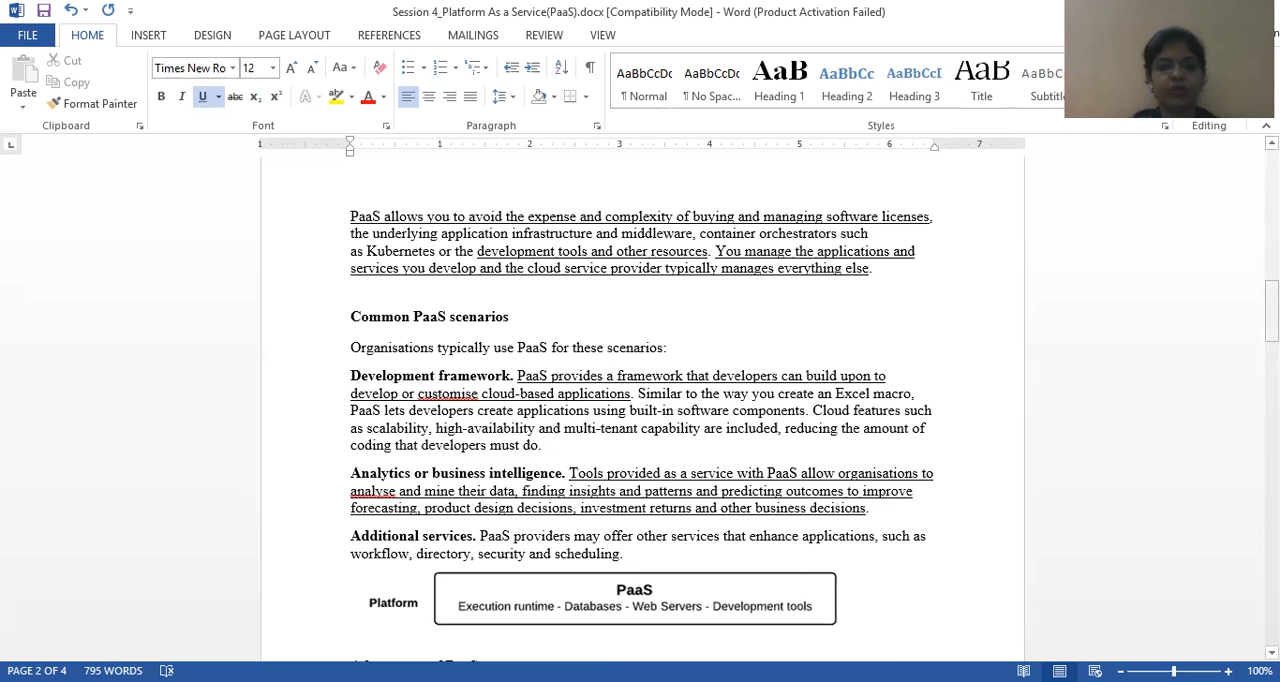 Session 4_Platform As a Service(PaaS).docx [Compatibility Mode] - Word (Product Activation Failed)
FILE HOME INSERT DESIGN PAGE LAYOUT REFERENCES MAILINGS REVIEW VIEW
Paste
Cut
Copy
Format Painter
Clipboard
Times New Ro 12
Font
Paragraph
AaBbCcDc AaBbCcDc AaB AaBbCc AaBbCcI AaB AaBbCc
¶ Normal ¶ No Spac... Heading 1 Heading 2 Heading 3 Title Subtitle
Styles
Editing
1 1 2 3 4 5 6 7
PaaS allows you to avoid the expense and complexity of buying and managing software licenses,
the underlying application infrastructure and middleware, container orchestrators such
as Kubernetes or the development tools and other resources. You manage the applications and
services you develop and the cloud service provider typically manages everything else.
Common PaaS scenarios
Organisations typically use PaaS for these scenarios:
Development framework. PaaS provides a framework that developers can build upon to
develop or customise cloud-based applications. Similar to the way you create an Excel macro,
PaaS lets developers create applications using built-in software components. Cloud features such
as scalability, high-availability and multi-tenant capability are included, reducing the amount of
coding that developers must do.
Analytics or business intelligence. Tools provided as a service with PaaS allow organisations to
analyse and mine their data, finding insights and patterns and predicting outcomes to improve
forecasting, product design decisions, investment returns and other business decisions.
Additional services. PaaS providers may offer other services that enhance applications, such as
workflow, directory, security and scheduling.
Platform
PaaS
Execution runtime - Databases - Web Servers - Development tools
PAGE 2 OF 4 795 WORDS 100%